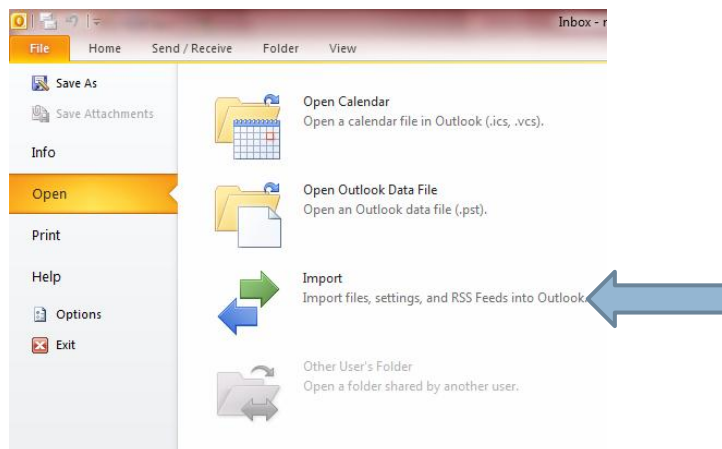 Inbox -
File Home Send / Receive Folder View
Save As
Save Attachments
Info
Open
Print
Help
Options
Exit
Open Calendar
Open a calendar file in Outlook (.ics, .vcs).
Open Outlook Data File
Open an Outlook data file (.pst).
Import
Import files, settings, and RSS Feeds into Outlook.
Other User's Folder
Open a folder shared by another user.